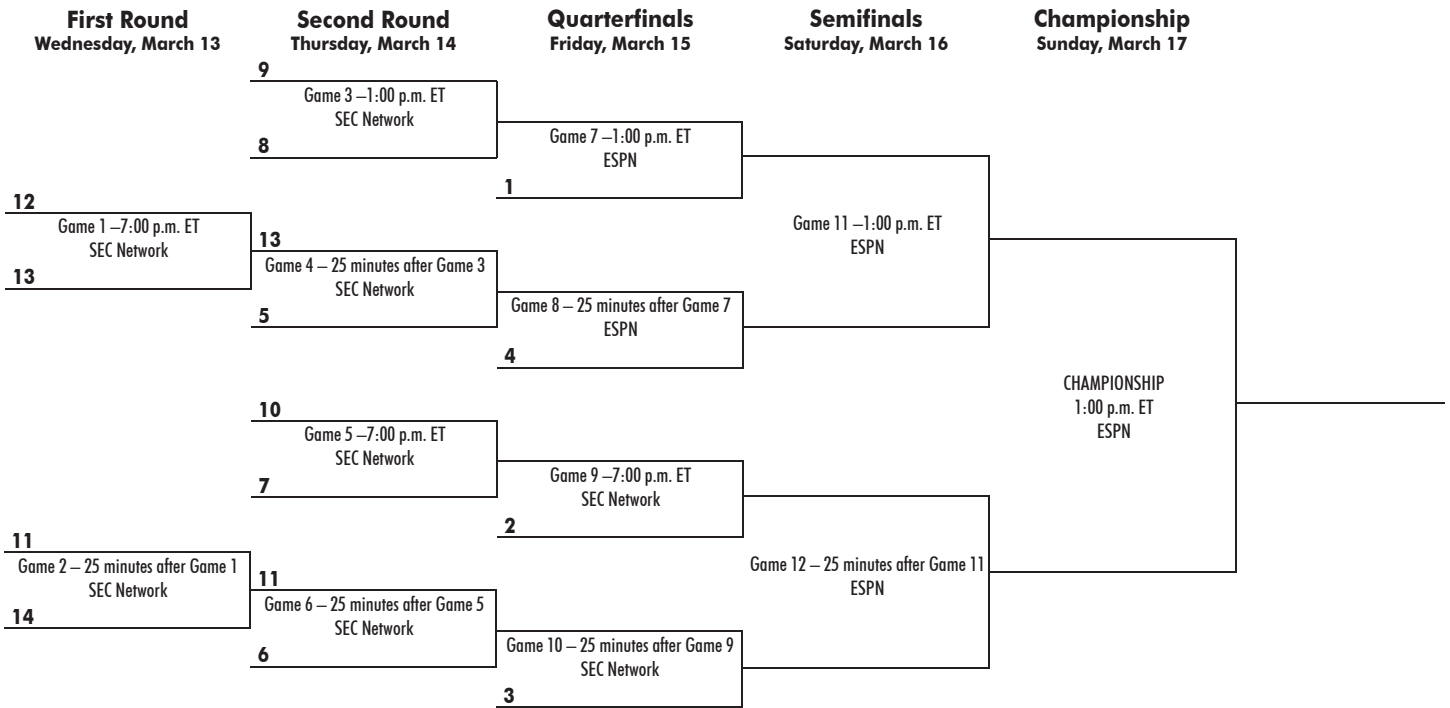 First Round
Wednesday, March 13
Second Round
Thursday, March 14
Quarterfinals
Friday, March 15
Semifinals
Saturday, March 16
Championship
Sunday, March 17
12
Game 1 –7:00 p.m. ET
SEC Network
13
11
Game 2 – 25 minutes after Game 1
SEC Network
14
9
Game 3 –1:00 p.m. ET
SEC Network
8
13
Game 4 – 25 minutes after Game 3
SEC Network
5
10
Game 5 –7:00 p.m. ET
SEC Network
7
11
Game 6 – 25 minutes after Game 5
SEC Network
6
Game 7 –1:00 p.m. ET
ESPN
1
Game 8 – 25 minutes after Game 7
ESPN
4
Game 9 –7:00 p.m. ET
SEC Network
2
Game 10 – 25 minutes after Game 9
SEC Network
3
Game 11 –1:00 p.m. ET
ESPN
Game 12 – 25 minutes after Game 11
ESPN
CHAMPIONSHIP
1:00 p.m. ET
ESPN